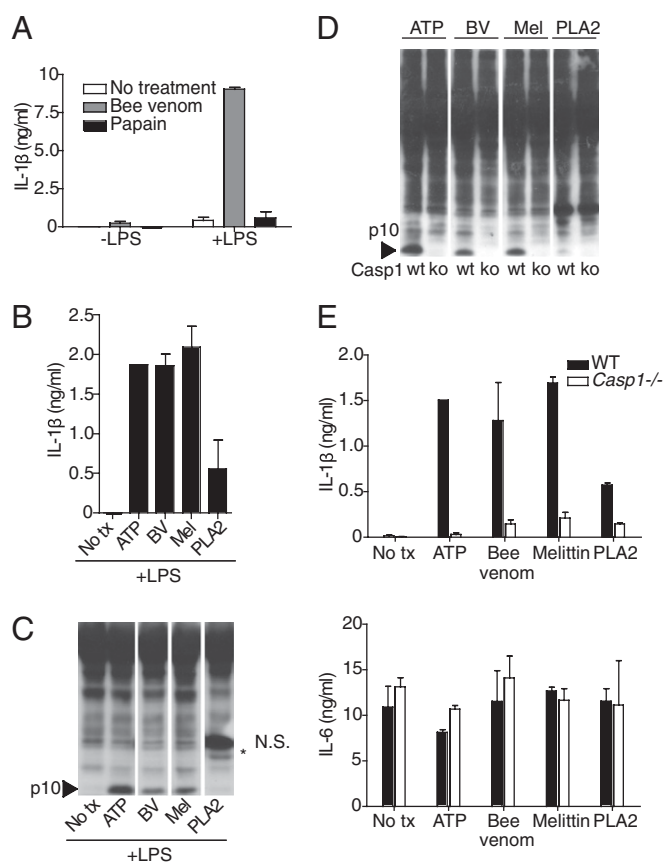 A
IL-1β (ng/ml)
9
6
2.5
0
No treatment
Bee venom
Papain
-LPS
+LPS
B
IL-1β (ng/ml)
2.5
2.0
1.5
1.0
0.5
0
No tx
ATP
BV
Mel
PLA2
+LPS
C
N.S.
*
p10
No tx
ATP
BV
Mel
PLA2
+LPS
D
ATP BV Mel PLA2
p10
Casp1 wt ko wt ko wt ko wt ko
E
WT
Casp1-/-
IL-1β (ng/ml)
2.0
1.5
1.0
0.5
0
No tx ATP Bee venom Melittin PLA2
IL-6 (ng/ml)
20
15
10
5
0
No tx ATP Bee venom Melittin PLA2